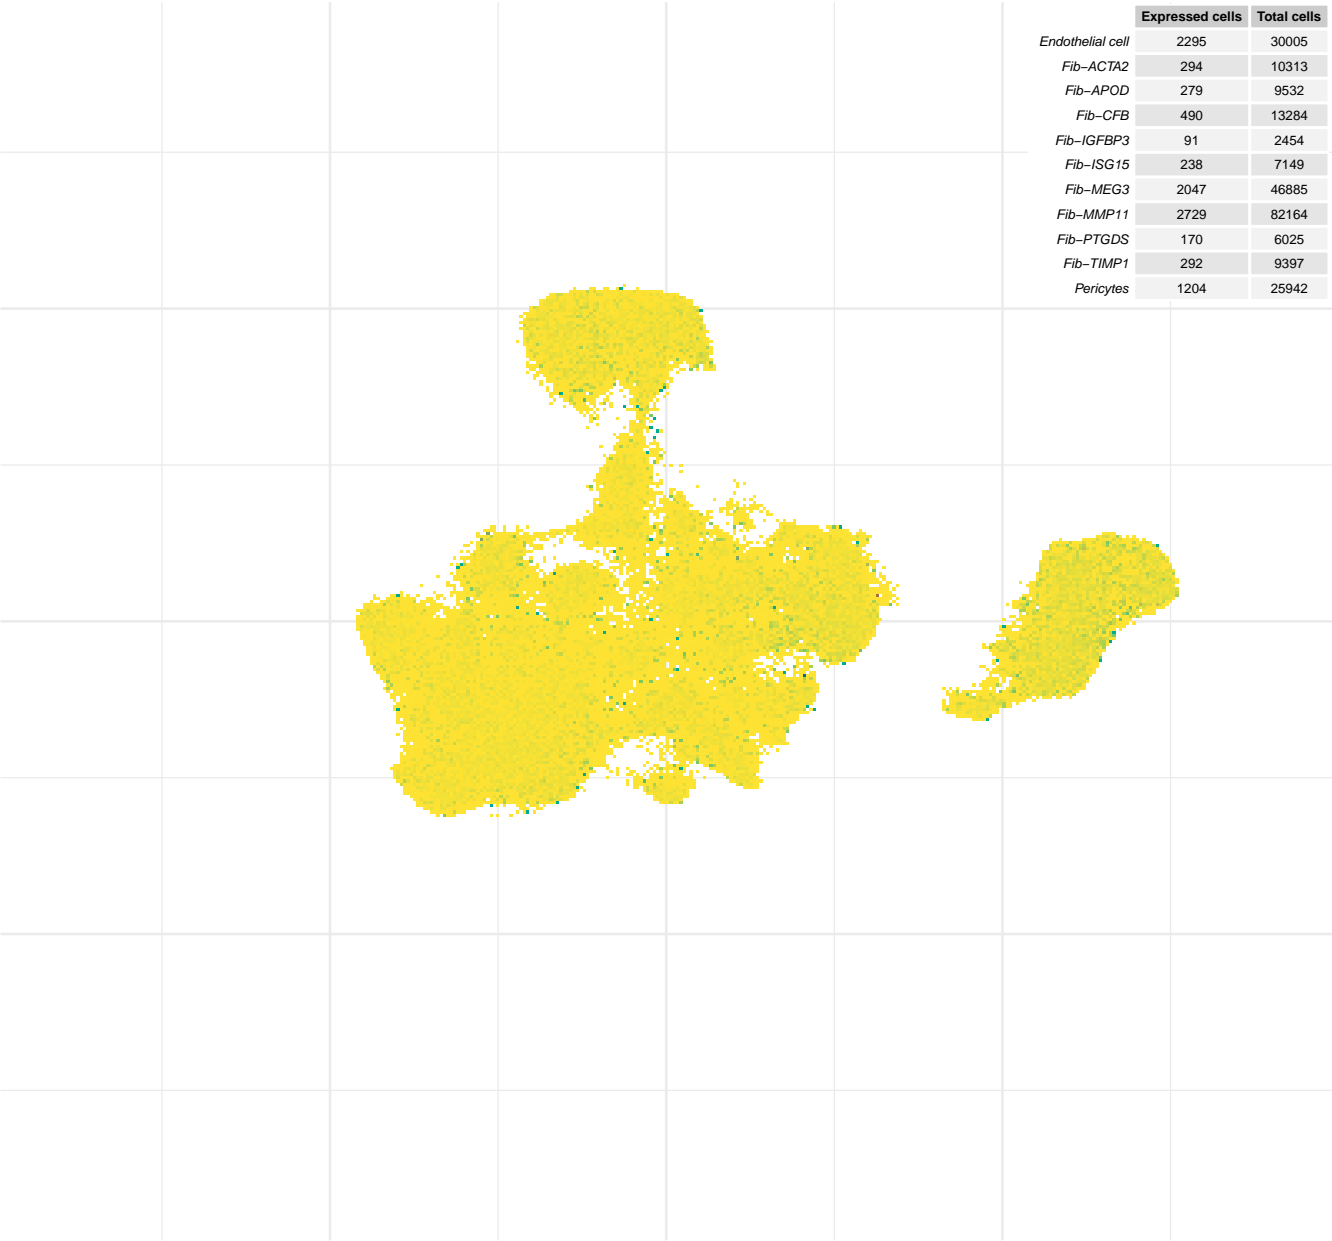 Expressed cells Total cells
Endothelial cell 2295 30005
Fib−ACTA2 294 10313
Fib−APOD 279 9532
Fib−CFB 490 13284
Fib−IGFBP3 91 2454
Fib−ISG15 238 7149
Fib−MEG3 2047 46885
Fib−MMP11 2729 82164
Fib−PTGDS 170 6025
Fib−TIMP1 292 9397
Pericytes 1204 25942